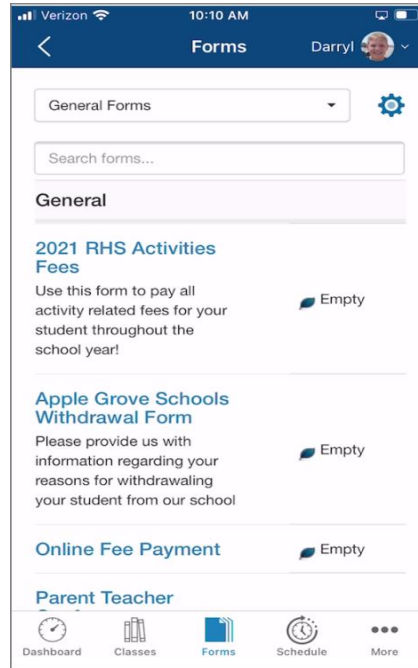 Verizon 10:10 AM
Forms Darryl
General Forms
Search forms...
General
2021 RHS Activities
Fees
Use this form to pay all
activity related fees for your
student throughout the
school year!
Empty
Apple Grove Schools
Withdrawal Form
Please provide us with
information regarding your
reasons for withdrawaling
your student from our school
Empty
Online Fee Payment Empty
Parent Teacher
Dashboard Classes Forms Schedule More